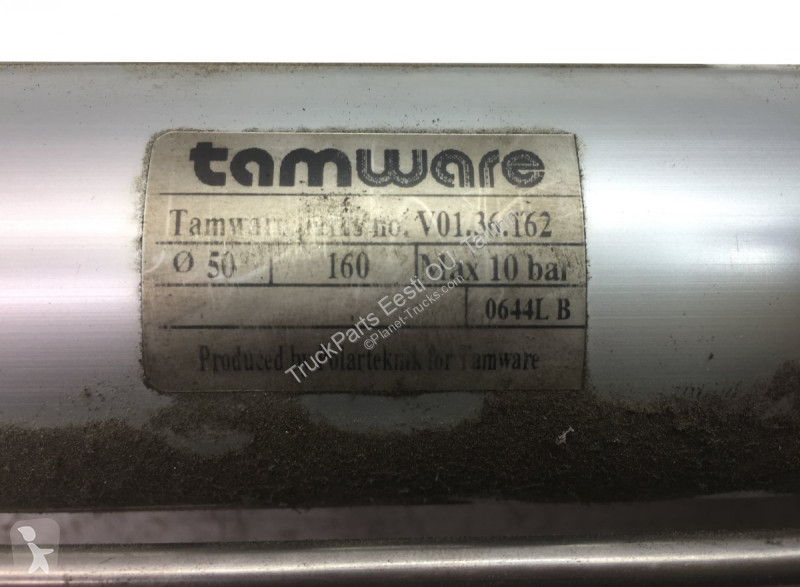 tamware
Tamware parts no. V01.36.162
Ø 50 160 Max 10 bar
0644L B
Produced by Polarteknik for Tamware
TruckParts Eesti OÜ, Tallinn
©Planet-Trucks.com